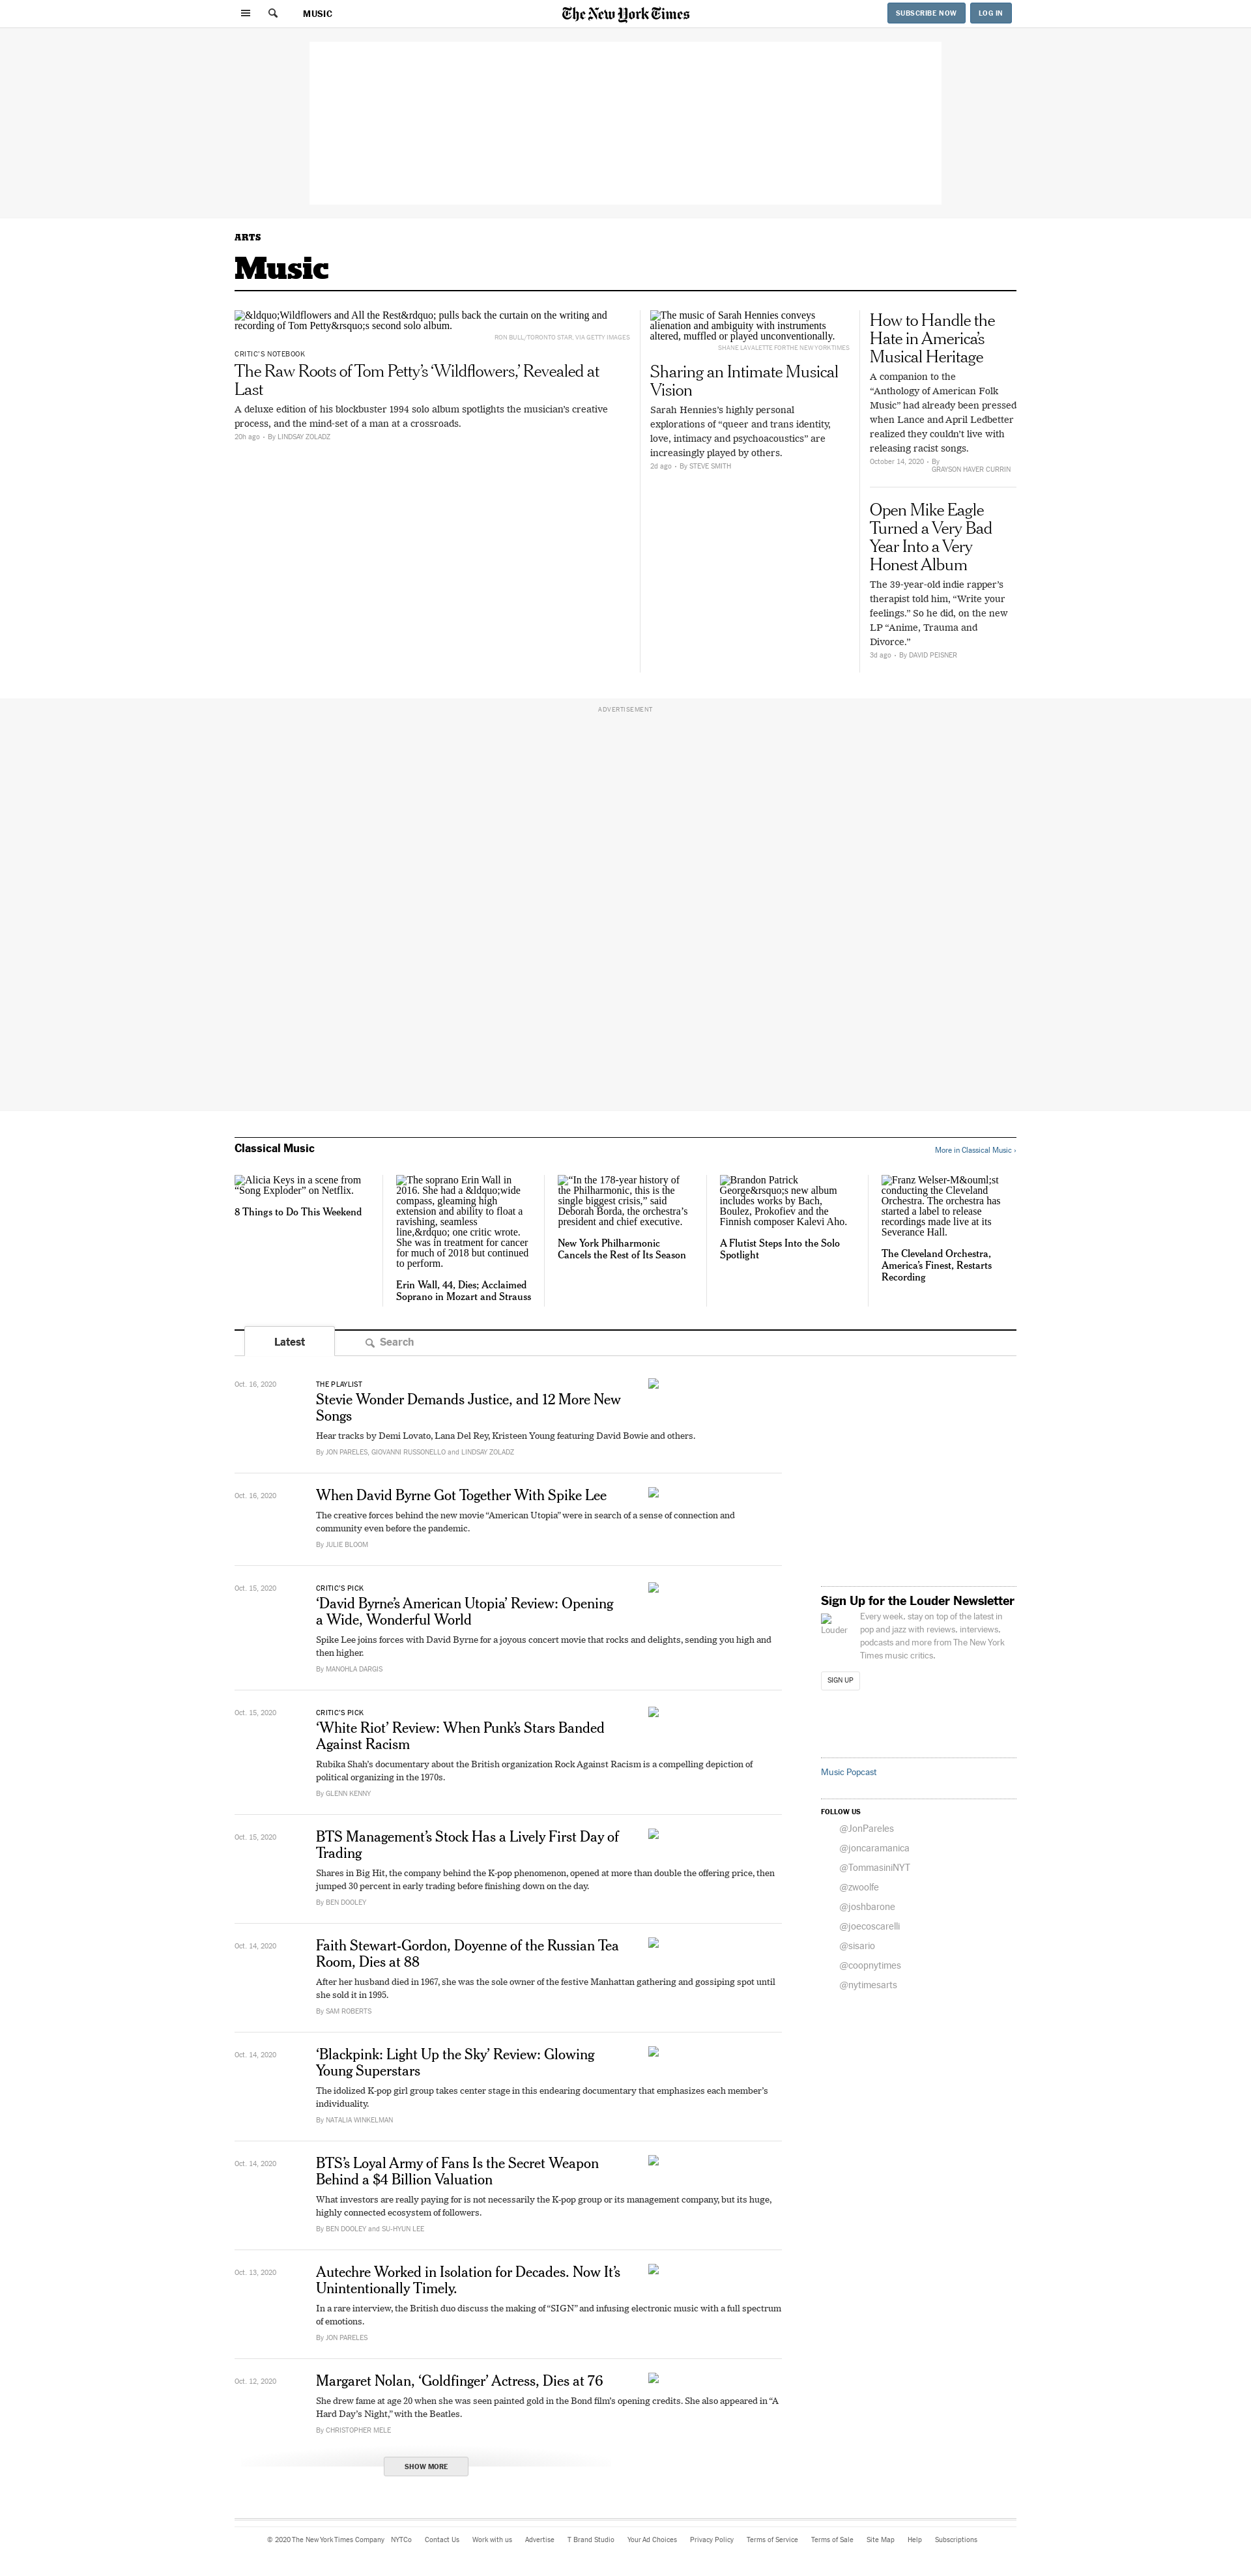 MUSIC
The New York Times
SUBSCRIBE NOW
LOG IN
ARTS
Music
&ldquo;Wildflowers and All the Rest&rdquo; pulls back the curtain on the writing and
recording of Tom Petty&rsquo;s second solo album.
RON BULL/TORONTO STAR, VIA GETTY IMAGES
CRITIC'S NOTEBOOK
The Raw Roots of Tom Petty’s ‘Wildflowers,’ Revealed at
Last
A deluxe edition of his blockbuster 1994 solo album spotlights the musician’s creative
process, and the mind-set of a man at a crossroads.
20h ago - By LINDSAY ZOLADZ
The music of Sarah Hennies conveys
alienation and ambiguity with instruments
altered, muffled or played unconventionally.
SHANE LAVALETTE FOR THE NEW YORK TIMES
Sharing an Intimate Musical
Vision
Sarah Hennies’s highly personal
explorations of “queer and trans identity,
love, intimacy and psychoacoustics” are
increasingly played by others.
2d ago - By STEVE SMITH
How to Handle the
Hate in America’s
Musical Heritage
A companion to the
“Anthology of American Folk
Music” had already been pressed
when Lance and April Ledbetter
realized they couldn’t live with
releasing racist songs.
October 14, 2020 - By
GRAYSON HAVER CURRIN
Open Mike Eagle
Turned a Very Bad
Year Into a Very
Honest Album
The 39-year-old indie rapper’s
therapist told him, “Write your
feelings.” So he did, on the new
LP “Anime, Trauma and
Divorce.”
3d ago - By DAVID PEISNER
ADVERTISEMENT
Classical Music
More in Classical Music ›
Alicia Keys in a scene from
“Song Exploder” on Netflix.
8 Things to Do This Weekend
The soprano Erin Wall in
2016. She had a &ldquo;wide
compass, gleaming high
extension and ability to float a
ravishing, seamless
line,&rdquo; one critic wrote.
She was in treatment for cancer
for much of 2018 but continued
to perform.
Erin Wall, 44, Dies; Acclaimed
Soprano in Mozart and Strauss
“In the 178-year history of
the Philharmonic, this is the
single biggest crisis,” said
Deborah Borda, the orchestra’s
president and chief executive.
New York Philharmonic
Cancels the Rest of Its Season
Brandon Patrick
George&rsquo;s new album
includes works by Bach,
Boulez, Prokofiev and the
Finnish composer Kalevi Aho.
A Flutist Steps Into the Solo
Spotlight
Franz Welser-M&ouml;st
conducting the Cleveland
Orchestra. The orchestra has
started a label to release
recordings made live at its
Severance Hall.
The Cleveland Orchestra,
America’s Finest, Restarts
Recording
Latest
Search
Oct. 16, 2020
THE PLAYLIST
Stevie Wonder Demands Justice, and 12 More New
Songs
Hear tracks by Demi Lovato, Lana Del Rey, Kristeen Young featuring David Bowie and others.
By JON PARELES, GIOVANNI RUSSONELLO and LINDSAY ZOLADZ
Oct. 16, 2020
When David Byrne Got Together With Spike Lee
The creative forces behind the new movie “American Utopia” were in search of a sense of connection and
community even before the pandemic.
By JULIE BLOOM
Oct. 15, 2020
CRITIC’S PICK
‘David Byrne’s American Utopia’ Review: Opening
a Wide, Wonderful World
Spike Lee joins forces with David Byrne for a joyous concert movie that rocks and delights, sending you high and
then higher.
By MANOHLA DARGIS
Oct. 15, 2020
CRITIC’S PICK
‘White Riot’ Review: When Punk’s Stars Banded
Against Racism
Rubika Shah’s documentary about the British organization Rock Against Racism is a compelling depiction of
political organizing in the 1970s.
By GLENN KENNY
Oct. 15, 2020
BTS Management’s Stock Has a Lively First Day of
Trading
Shares in Big Hit, the company behind the K-pop phenomenon, opened at more than double the offering price, then
jumped 30 percent in early trading before finishing down on the day.
By BEN DOOLEY
Oct. 14, 2020
Faith Stewart-Gordon, Doyenne of the Russian Tea
Room, Dies at 88
After her husband died in 1967, she was the sole owner of the festive Manhattan gathering and gossiping spot until
she sold it in 1995.
By SAM ROBERTS
Oct. 14, 2020
‘Blackpink: Light Up the Sky’ Review: Glowing
Young Superstars
The idolized K-pop girl group takes center stage in this endearing documentary that emphasizes each member’s
individuality.
By NATALIA WINKELMAN
Oct. 14, 2020
BTS’s Loyal Army of Fans Is the Secret Weapon
Behind a $4 Billion Valuation
What investors are really paying for is not necessarily the K-pop group or its management company, but its huge,
highly connected ecosystem of followers.
By BEN DOOLEY and SU-HYUN LEE
Oct. 13, 2020
Autechre Worked in Isolation for Decades. Now It’s
Unintentionally Timely.
In a rare interview, the British duo discuss the making of “SIGN” and infusing electronic music with a full spectrum
of emotions.
By JON PARELES
Oct. 12, 2020
Margaret Nolan, ‘Goldfinger’ Actress, Dies at 76
She drew fame at age 20 when she was seen painted gold in the Bond film’s opening credits. She also appeared in “A
Hard Day’s Night,” with the Beatles.
By CHRISTOPHER MELE
SHOW MORE
Sign Up for the Louder Newsletter
Louder
Every week, stay on top of the latest in
pop and jazz with reviews, interviews,
podcasts and more from The New York
Times music critics.
SIGN UP
Music Popcast
FOLLOW US
@JonPareles
@joncaramanica
@TommasiniNYT
@zwoolfe
@joshbarone
@joecoscarelli
@sisario
@coopnytimes
@nytimesarts
© 2020 The New York Times Company NYTCo Contact Us Work with us Advertise T Brand Studio Your Ad Choices Privacy Policy Terms of Service Terms of Sale Site Map Help Subscriptions